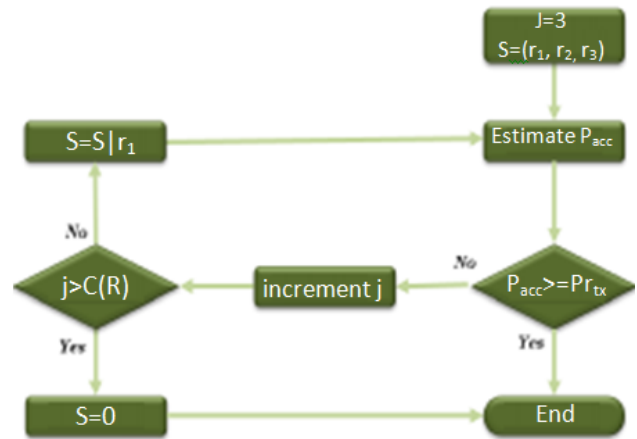 J=3
S=(r₁, r₂, r₃)
S=S|r₁
Estimate Pacc
No
No
j>C(R)
increment j
Pacc>=Prtx
Yes
Yes
S=0
End